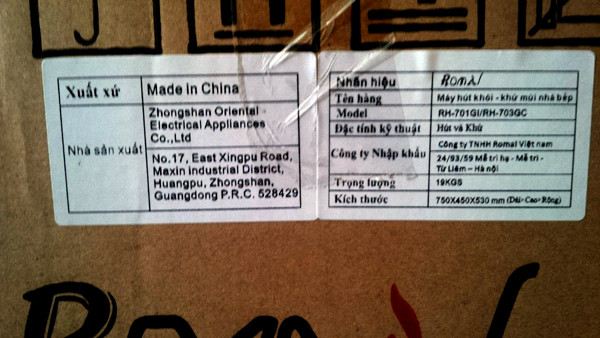 Xuất xứ Made in China
Nhà sản xuất
Zhongshan Oriental
Electrical Appliances
Co.,Ltd
No.17, East Xingpu Road,
Maxin industrial District,
Huangpu, Zhongshan,
Guangdong P.R.C. 528429
Nhãn hiệu Romal
Tên hàng Máy hút khói - khử mùi nhà bếp
Model RH-701GI/RH-703GC
Đặc tính kỹ thuật Hút và Khử
Công ty Nhập khẩu
Công ty TNHH Romal Việt nam
24/93/59 Mễ trì hạ - Mễ trì -
Từ Liêm - Hà nội
Trọng lượng 19KGS
Kích thước 750X450X530 mm (Dài-Cao-Rộng)
Romal